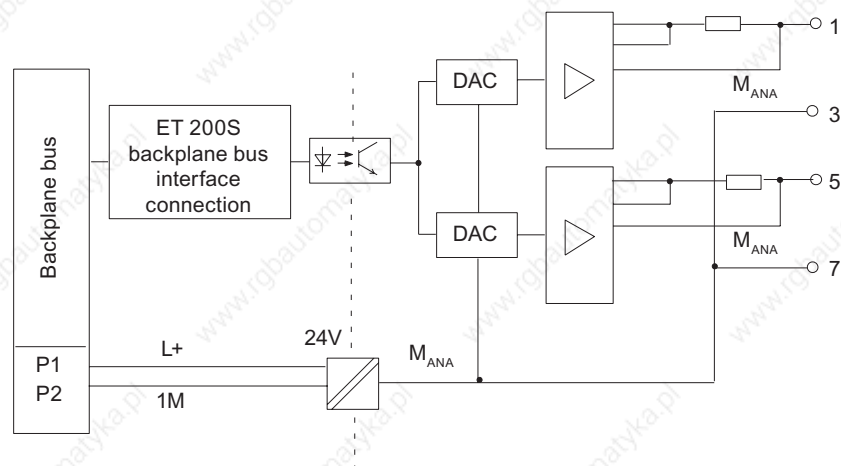 Backplane bus
ET 200S
backplane bus
interface
connection
DAC
DAC
1
M_ANA
3
5
M_ANA
7
24V
M_ANA
P1
P2
L+
1M
www.rgbautomatyka.pl